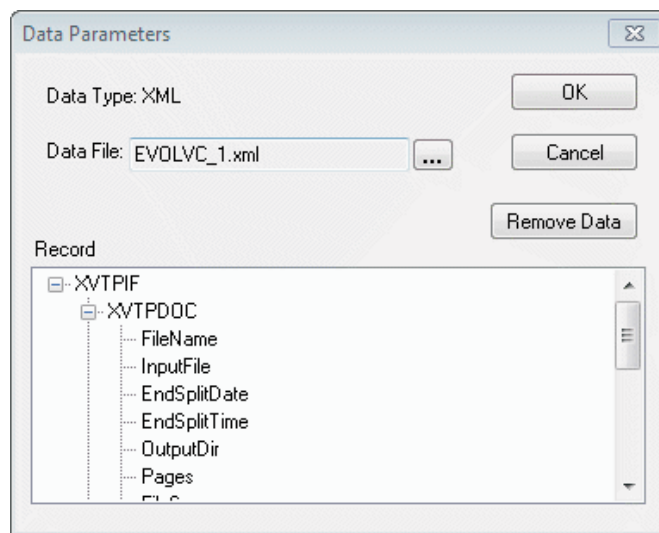 Data Parameters
Data Type: XML
OK
Data File: EVOLVC_1.xml
...
Cancel
Remove Data
Record
XVTPIF
XVTPDOC
FileName
InputFile
EndSplitDate
EndSplitTime
OutputDir
Pages